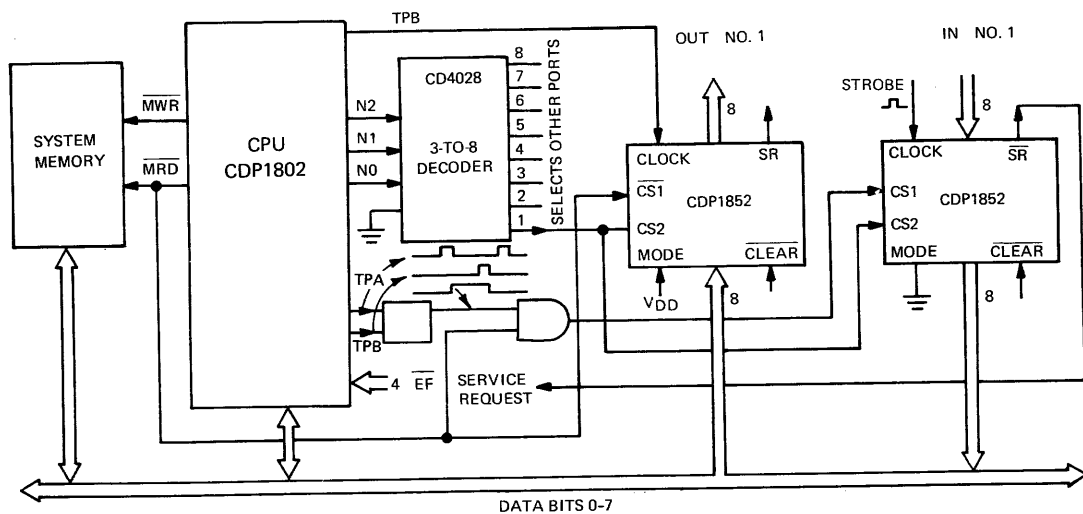 TPB
OUT NO. 1
IN NO. 1
SYSTEM
MEMORY
MWR
MRD
CPU
CDP1802
N2
N1
N0
CD4028
3-TO-8
DECODER
8
7
6
5
4
3
2
1
SELECTS OTHER PORTS
8
SR
CLOCK
CS1
CDP1852
CS2
MODE
CLEAR
VDD
8
STROBE
8
SR
CLOCK
CS1
CDP1852
CS2
MODE
CLEAR
8
TPA
TPB
4 EF
SERVICE
REQUEST
DATA BITS 0-7